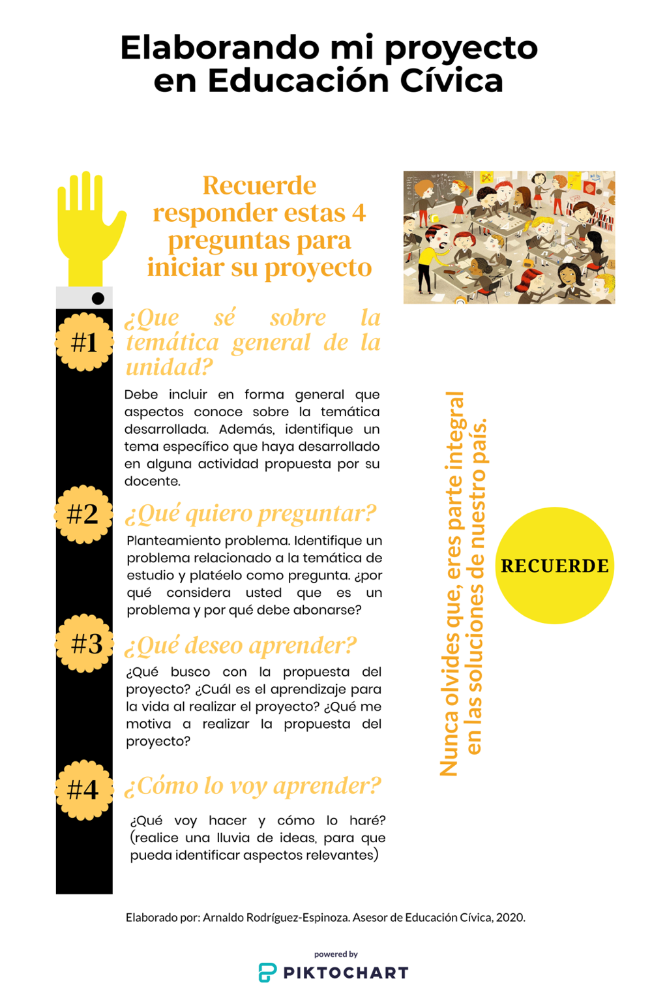 Elaborando mi proyecto
en Educación Cívica
Recuerde
responder estas 4
preguntas para
iniciar su proyecto
#1
¿Que sé sobre la
temática general de la
unidad?
Debe incluir en forma general que
aspectos conoce sobre la temática
desarrollada. Además, identifique un
tema específico que haya desarrollado
en alguna actividad propuesta por su
docente.
#2
¿Qué quiero preguntar?
Planteamiento problema. Identifique un
problema relacionado a la temática de
estudio y platéelo como pregunta. ¿por
qué considera usted que es un
problema y por qué debe abonarse?
#3
¿Qué deseo aprender?
¿Qué busco con la propuesta del
proyecto? ¿Cuál es el aprendizaje para
la vida al realizar el proyecto? ¿Qué me
motiva a realizar la propuesta del
proyecto?
#4
¿Cómo lo voy aprender?
¿Qué voy hacer y cómo lo haré?
(realice una lluvia de ideas, para que
pueda identificar aspectos relevantes)
Nunca olvides que, eres parte integral
en las soluciones de nuestro país.
RECUERDE
Elaborado por: Arnaldo Rodríguez-Espinoza. Asesor de Educación Cívica, 2020.
powered by
PIKTOCHART